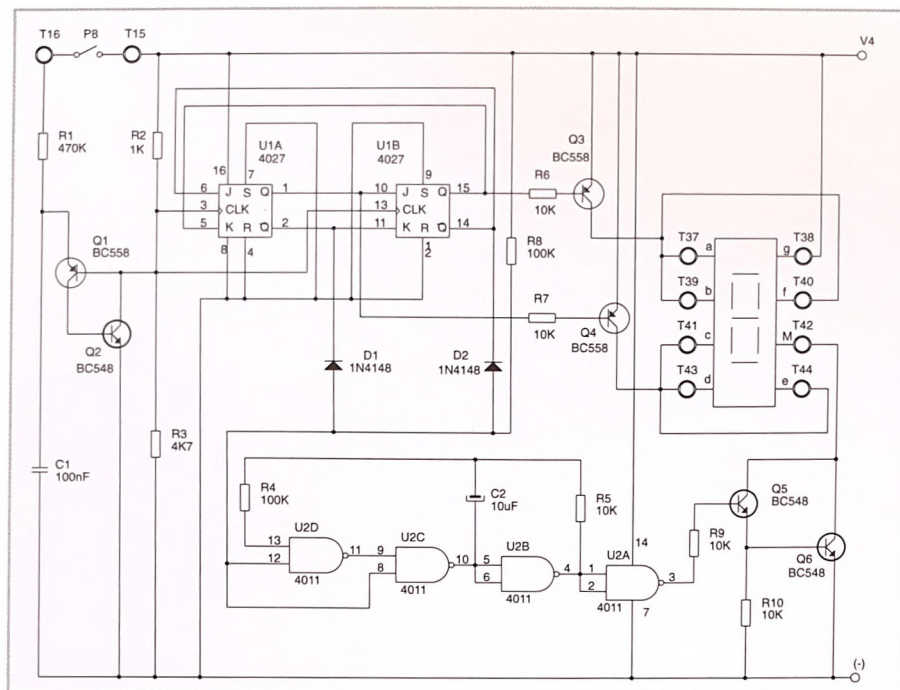 T16 P8 T15
V4
R1
470K
R2
1K
U1A
4027
U1B
4027
16 7
9
6 J S Q 1
10 J S Q 15
3 CLK
13 CLK
5 K R Q̅ 2
11 K R Q̅ 14
8 4
1
2
Q3
BC558
R6
10K
R8
100K
Q1
BC558
Q2
BC548
R7
10K
Q4
BC558
T37 a g T38
T39 b f T40
T41 c M T42
T43 d e T44
D1
1N4148
D2
1N4148
R3
4K7
C1
100nF
R4
100K
C2
10uF
R5
10K
U2D
13
12
11
4011
U2C
9
8
10
4011
U2B
5
6
4
4011
U2A
1
2
3
4011
14
7
R9
10K
Q5
BC548
Q6
BC548
R10
10K
(-)